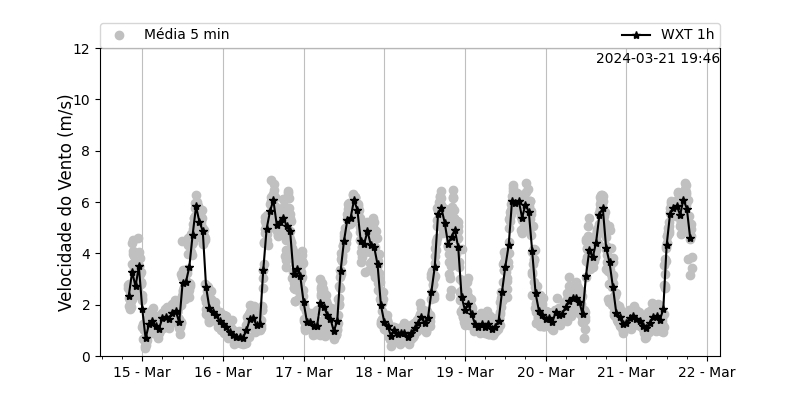 Média 5 min
WXT 1h
2024-03-21 19:46
Velocidade do Vento (m/s)
12
10
8
6
4
2
0
15 - Mar
16 - Mar
17 - Mar
18 - Mar
19 - Mar
20 - Mar
21 - Mar
22 - Mar